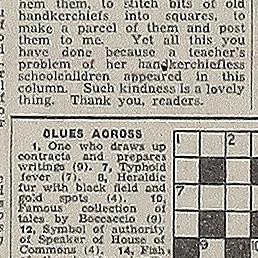 hem them, to stitch bits of old
handkerchiefs into squares, to
make a parcel of them and post
them to me. Yet all this you
have done because a teacher's
problem of her handkerchiefless
schoolchildren appeared in this
column. Such kindness is a lovely
thing. Thank you, readers.
CLUES ACROSS
1, One who draws up
contracts and prepares
writings (9). 7, Typhoid
fever (7) 8, Heraldic
fur with black field and
gold spots (4). 10,
Famous collection of
tales by Boccaccio (9).
12, Symbol of authority
of Speaker of House of
Commons (4). 14, Fish
1 2
7
9 10